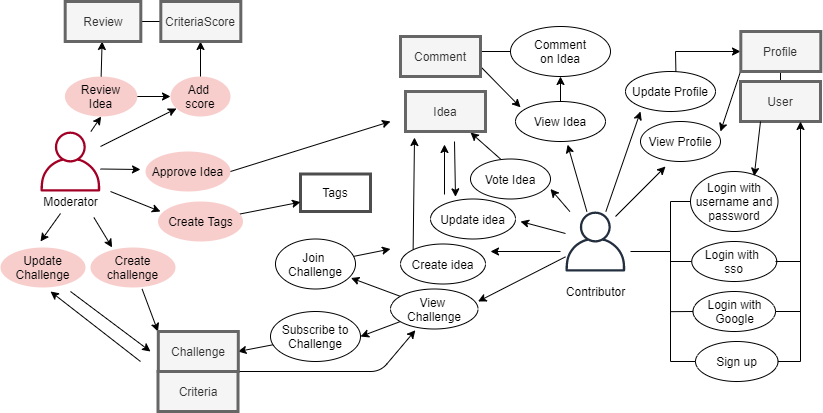 Review
CriteriaScore
Comment
Comment
on Idea
Profile
Review
Idea
Add
score
Update Profile
User
Idea
View Idea
View Profile
Approve Idea
Vote Idea
Moderator
Tags
Login with
username and
password
Create Tags
Update idea
Update
Challenge
Create
challenge
Join
Challenge
Create idea
Login with
sso
Contributor
View
Challenge
Login with
Google
Subscribe to
Challenge
Challenge
Sign up
Criteria